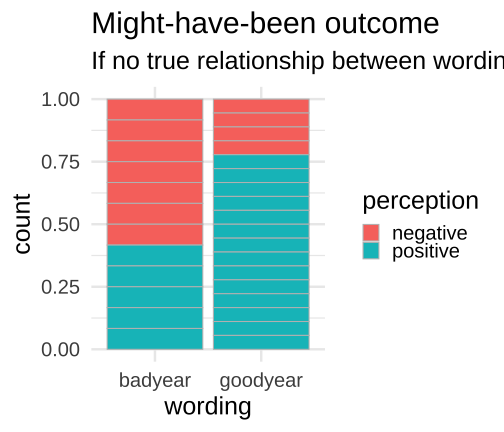 Might-have-been outcome
If no true relationship between
1.00
0.75
0.50
0.25
0.00
count
badyear
goodyear
wording
perception
negative
positive